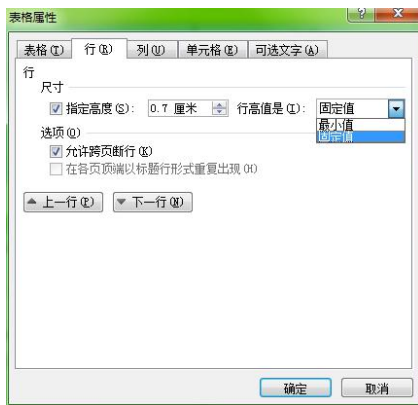 表格属性
表格(T) 行(R) 列(U) 单元格(E) 可选文字(A)
行
尺寸
指定高度(S): 0.7 厘米 行高值是(I): 固定值
最小值
固定值
选项(O)
允许跨页断行(K)
在各页顶端以标题行形式重复出现(H)
上一行(P) 下一行(N)
确定 取消